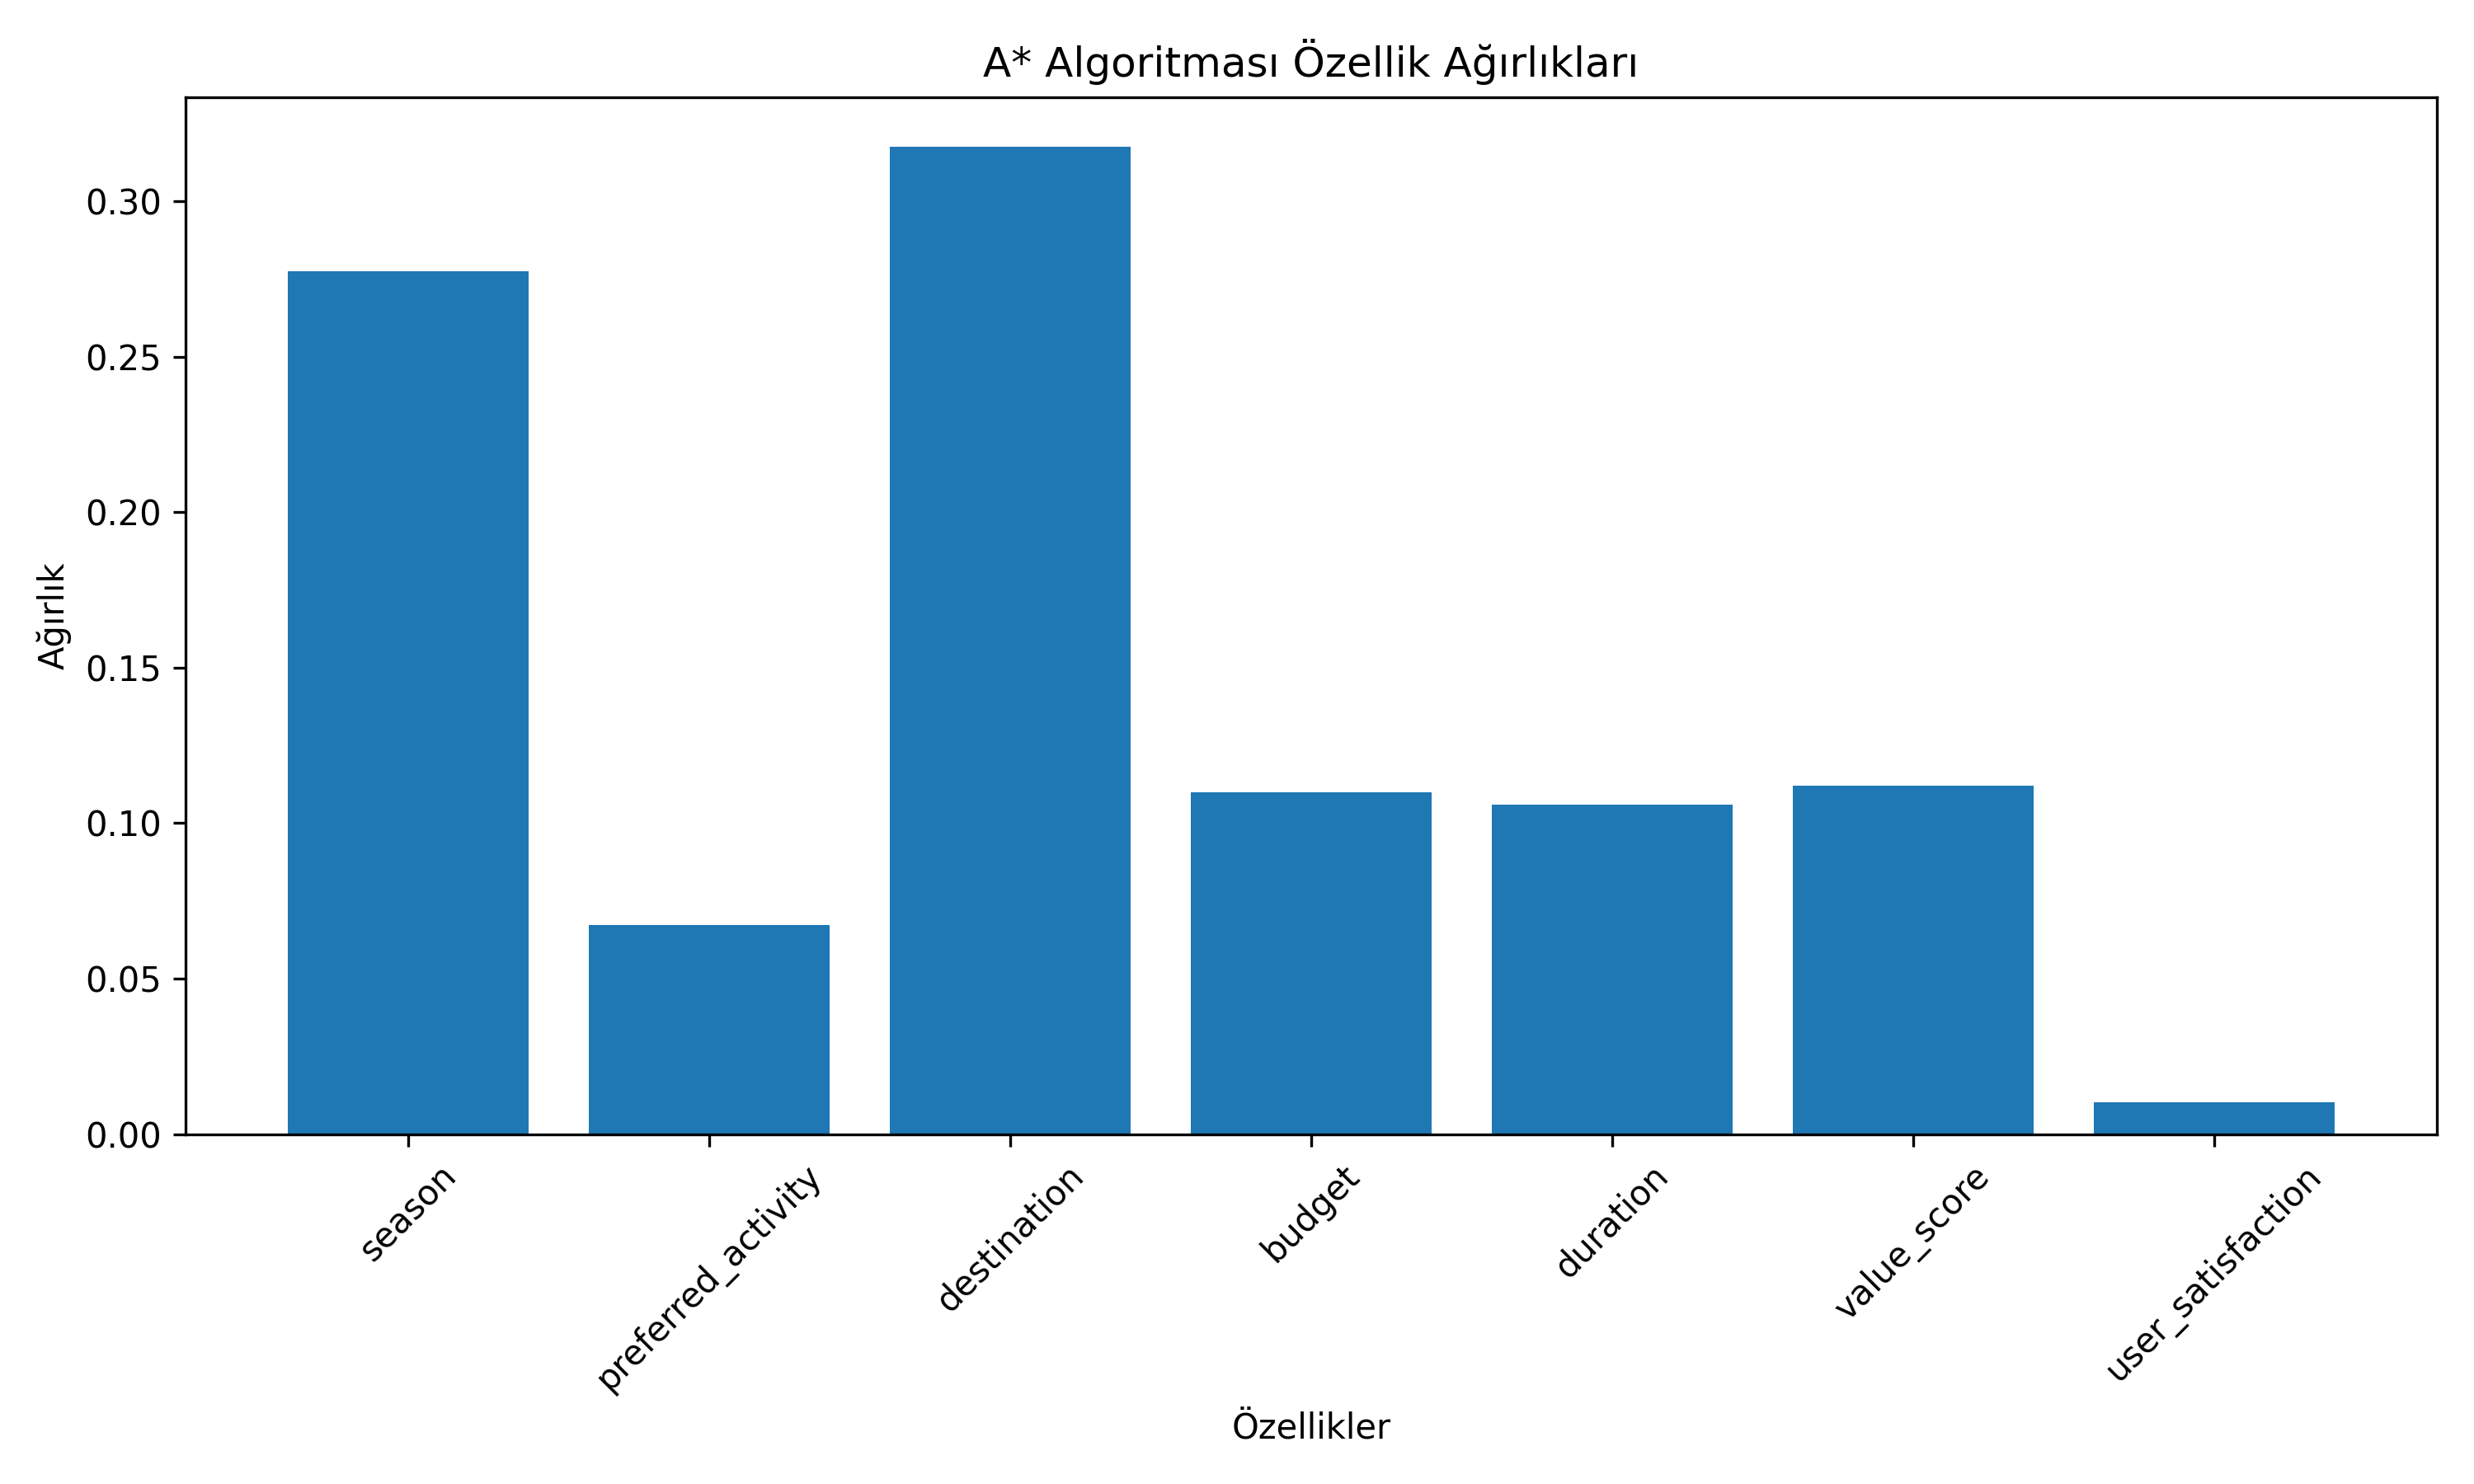 A* Algoritması Özellik Ağırlıkları
Ağırlık
0.30
0.25
0.20
0.15
0.10
0.05
0.00
season
preferred_activity
destination
budget
duration
value_score
user_satisfaction
Özellikler